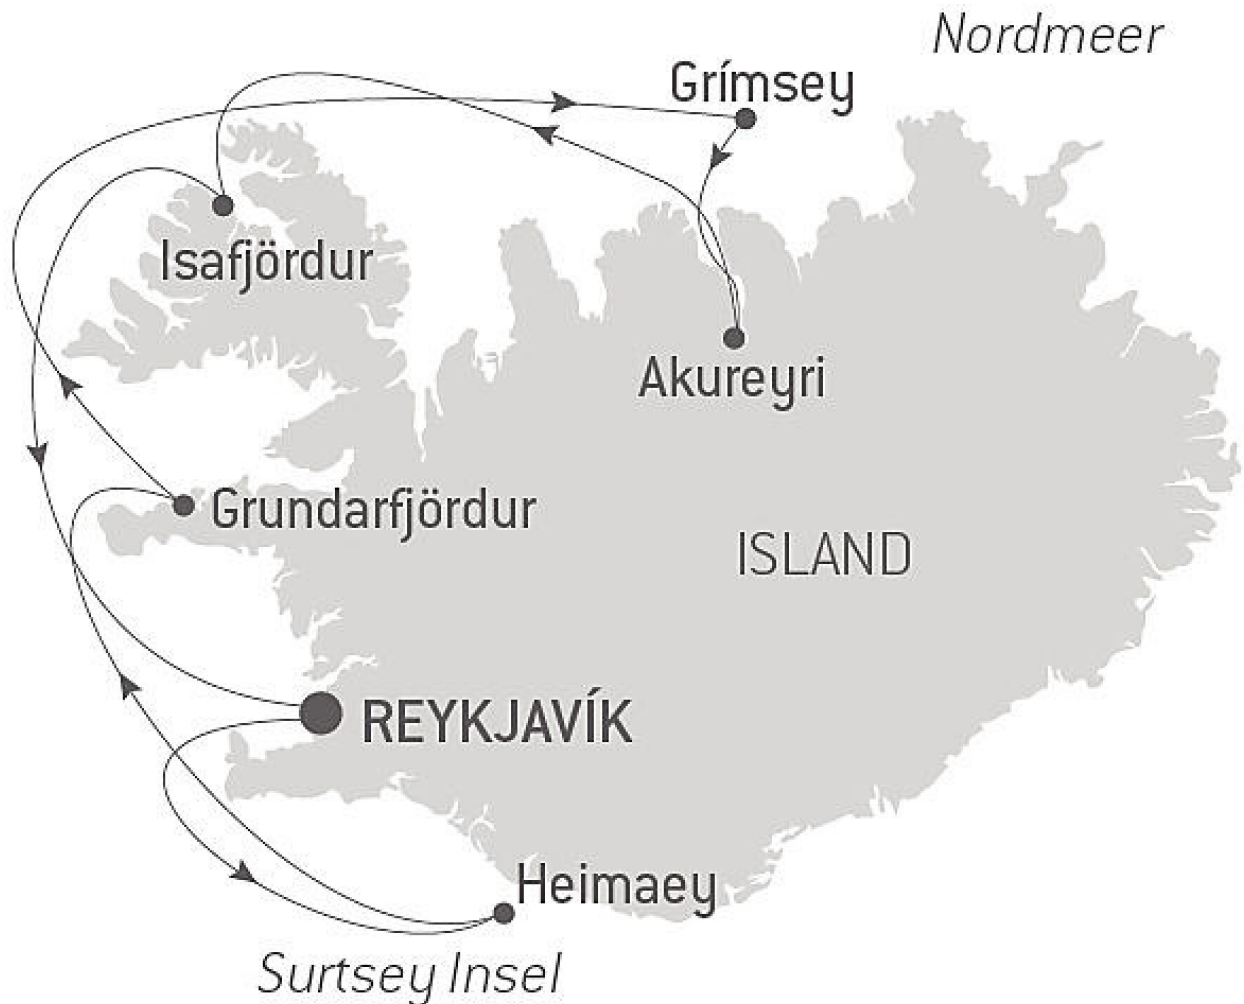 Nordmeer
Grímsey
Isafjördur
Akureyri
Grundarfjördur
ISLAND
REYKJAVÍK
Heimaey
Surtsey Insel